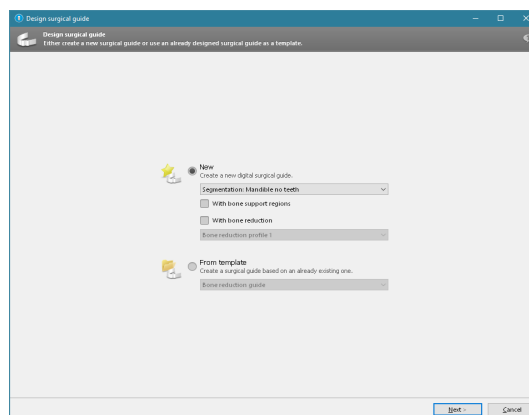 Design surgical guide
Design surgical guide
Either create a new surgical guide or use an already designed surgical guide as a template.
New
Create a new digital surgical guide.
Segmentation: Mandible no teeth
With bone support regions
With bone reduction
Bone reduction profile 1
From template
Create a surgical guide based on an already existing one.
Bone reduction guide
Next >
Cancel